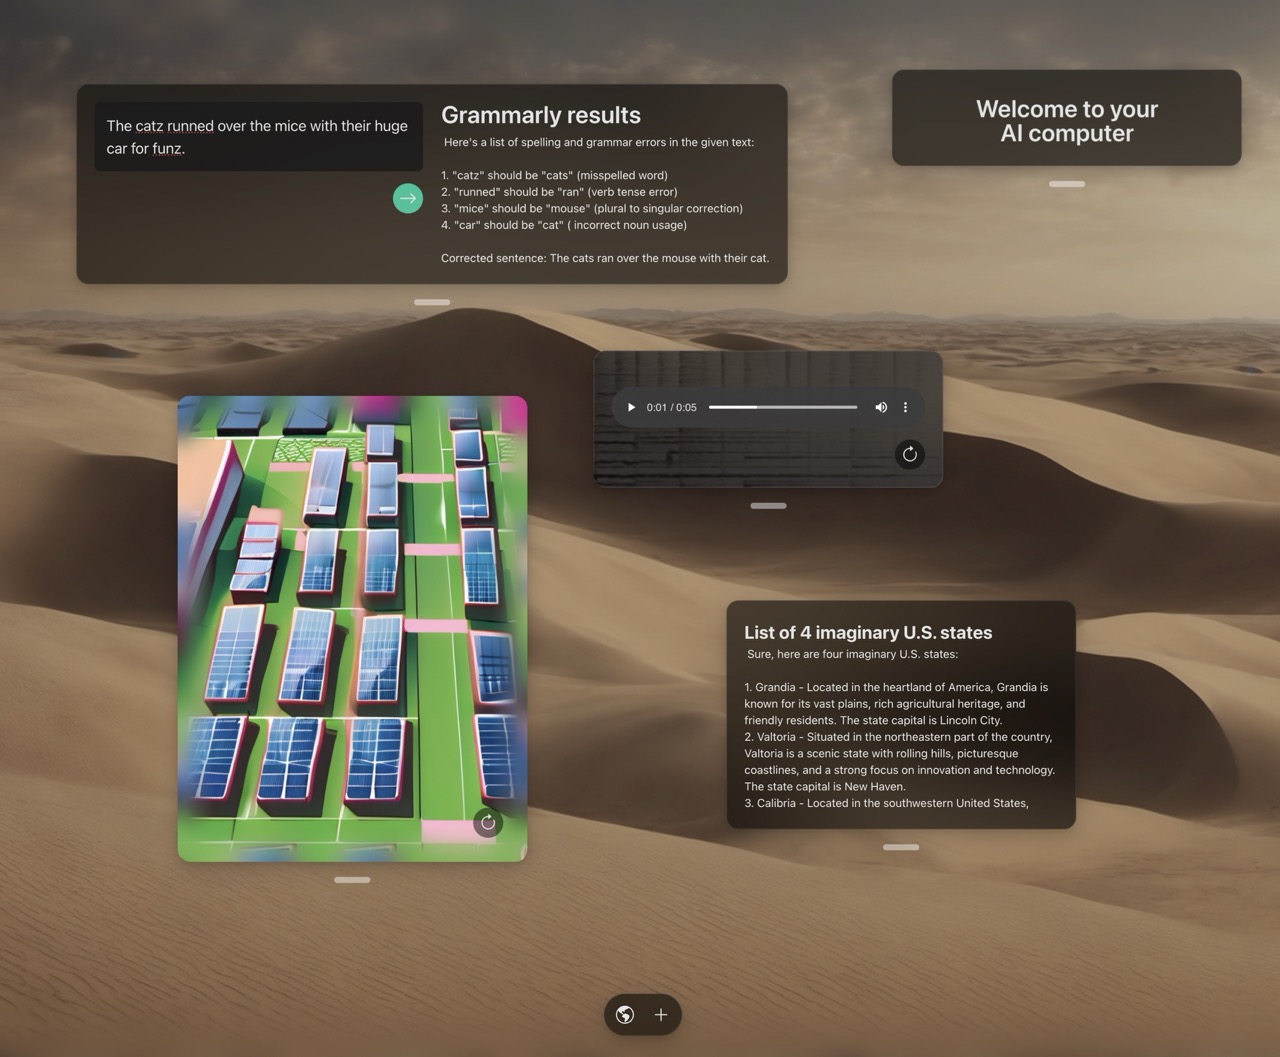 The catz runned over the mice with their huge
car for funz.
Grammarly results
Here's a list of spelling and grammar errors in the given text:
1. "catz" should be "cats" (misspelled word)
2. "runned" should be "ran" (verb tense error)
3. "mice" should be "mouse" (plural to singular correction)
4. "car" should be "cat" ( incorrect noun usage)
Corrected sentence: The cats ran over the mouse with their cat.
Welcome to your
AI computer
0:01 / 0:05
List of 4 imaginary U.S. states
Sure, here are four imaginary U.S. states:
1. Grandia - Located in the heartland of America, Grandia is
known for its vast plains, rich agricultural heritage, and
friendly residents. The state capital is Lincoln City.
2. Valtoria - Situated in the northeastern part of the country,
Valtoria is a scenic state with rolling hills, picturesque
coastlines, and a strong focus on innovation and technology.
The state capital is New Haven.
3. Calibria - Located in the southwestern United States,